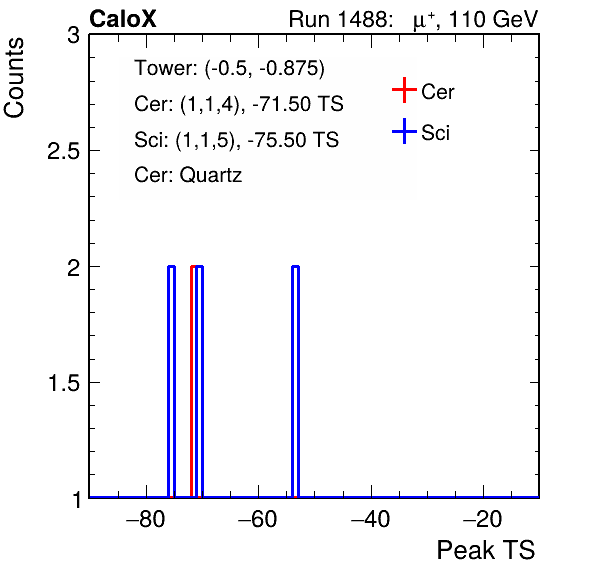 CaloX Run 1488: μ⁺, 110 GeV
Counts
3
2.5
2
1.5
1
Tower: (-0.5, -0.875)
Cer: (1,1,4), -71.50 TS
Sci: (1,1,5), -75.50 TS
Cer: Quartz
Cer
Sci
−80 −60 −40 −20
Peak TS